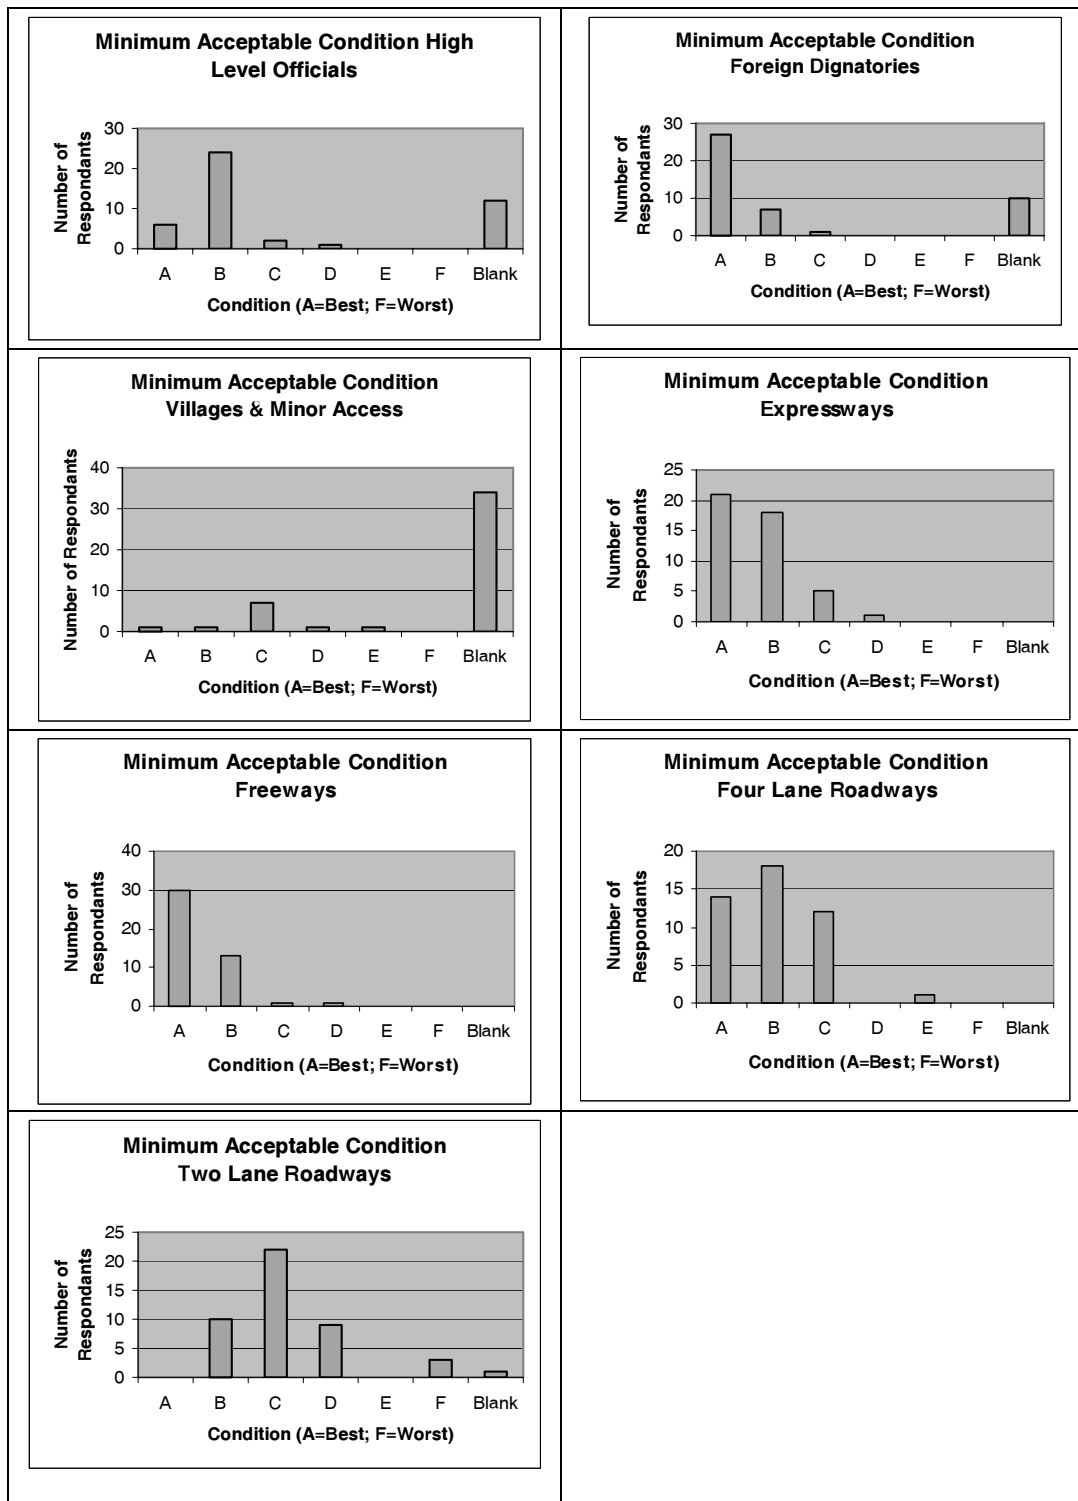 Minimum Acceptable Condition High
Level Officials
Number of
Respondants
30
20
10
0
A B C D E F Blank
Condition (A=Best; F=Worst)
Minimum Acceptable Condition
Foreign Dignatories
Number of
Respondants
30
20
10
0
A B C D E F Blank
Condition (A=Best; F=Worst)
Minimum Acceptable Condition
Villages & Minor Access
Number of Respondants
40
30
20
10
0
A B C D E F Blank
Condition (A=Best; F=Worst)
Minimum Acceptable Condition
Expressways
Number of
Respondants
25
20
15
10
5
0
A B C D E F Blank
Condition (A=Best; F=Worst)
Minimum Acceptable Condition
Freeways
Number of
Respondants
40
30
20
10
0
A B C D E F Blank
Condition (A=Best; F=Worst)
Minimum Acceptable Condition
Four Lane Roadways
Number of
Respondants
20
15
10
5
0
A B C D E F Blank
Condition (A=Best; F=Worst)
Minimum Acceptable Condition
Two Lane Roadways
Number of
Respondants
25
20
15
10
5
0
A B C D E F Blank
Condition (A=Best; F=Worst)